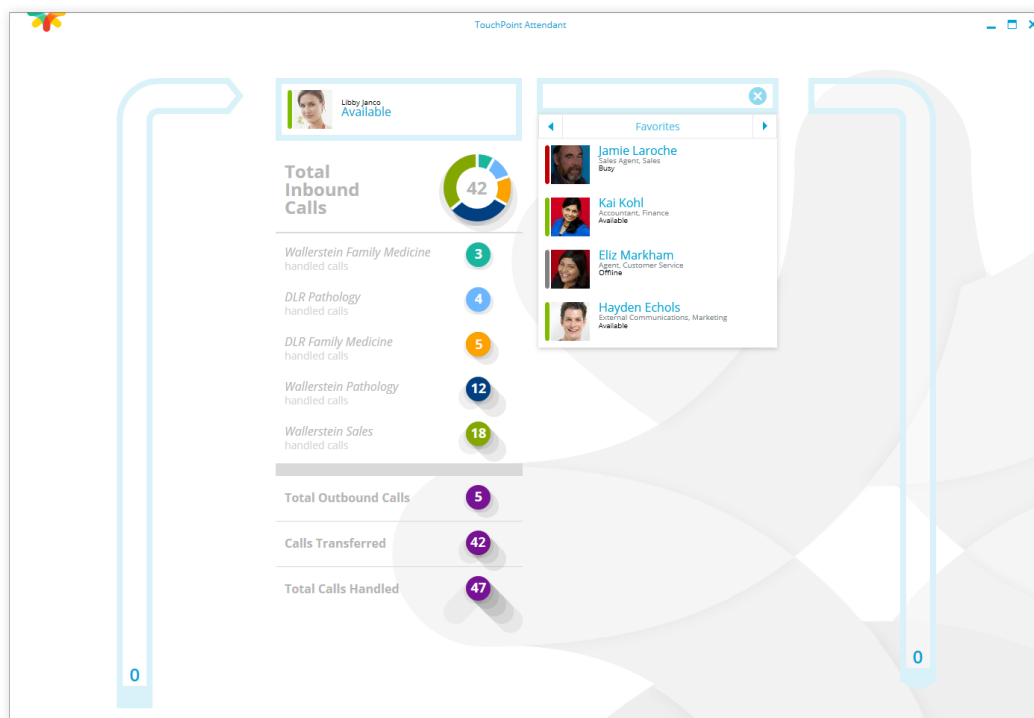 TouchPoint Attendant
Libby Janco
Available
Total
Inbound
Calls
42
Wallerstein Family Medicine
handled calls
3
DLR Pathology
handled calls
4
DLR Family Medicine
handled calls
5
Wallerstein Pathology
handled calls
12
Wallerstein Sales
handled calls
18
Total Outbound Calls
5
Calls Transferred
42
Total Calls Handled
47
Favorites
Jamie Laroche
Sales Agent, Sales
Busy
Kai Kohl
Accountant, Finance
Available
Eliz Markham
Agent, Customer Service
Offline
Hayden Echols
External Communications, Marketing
Available
0
0